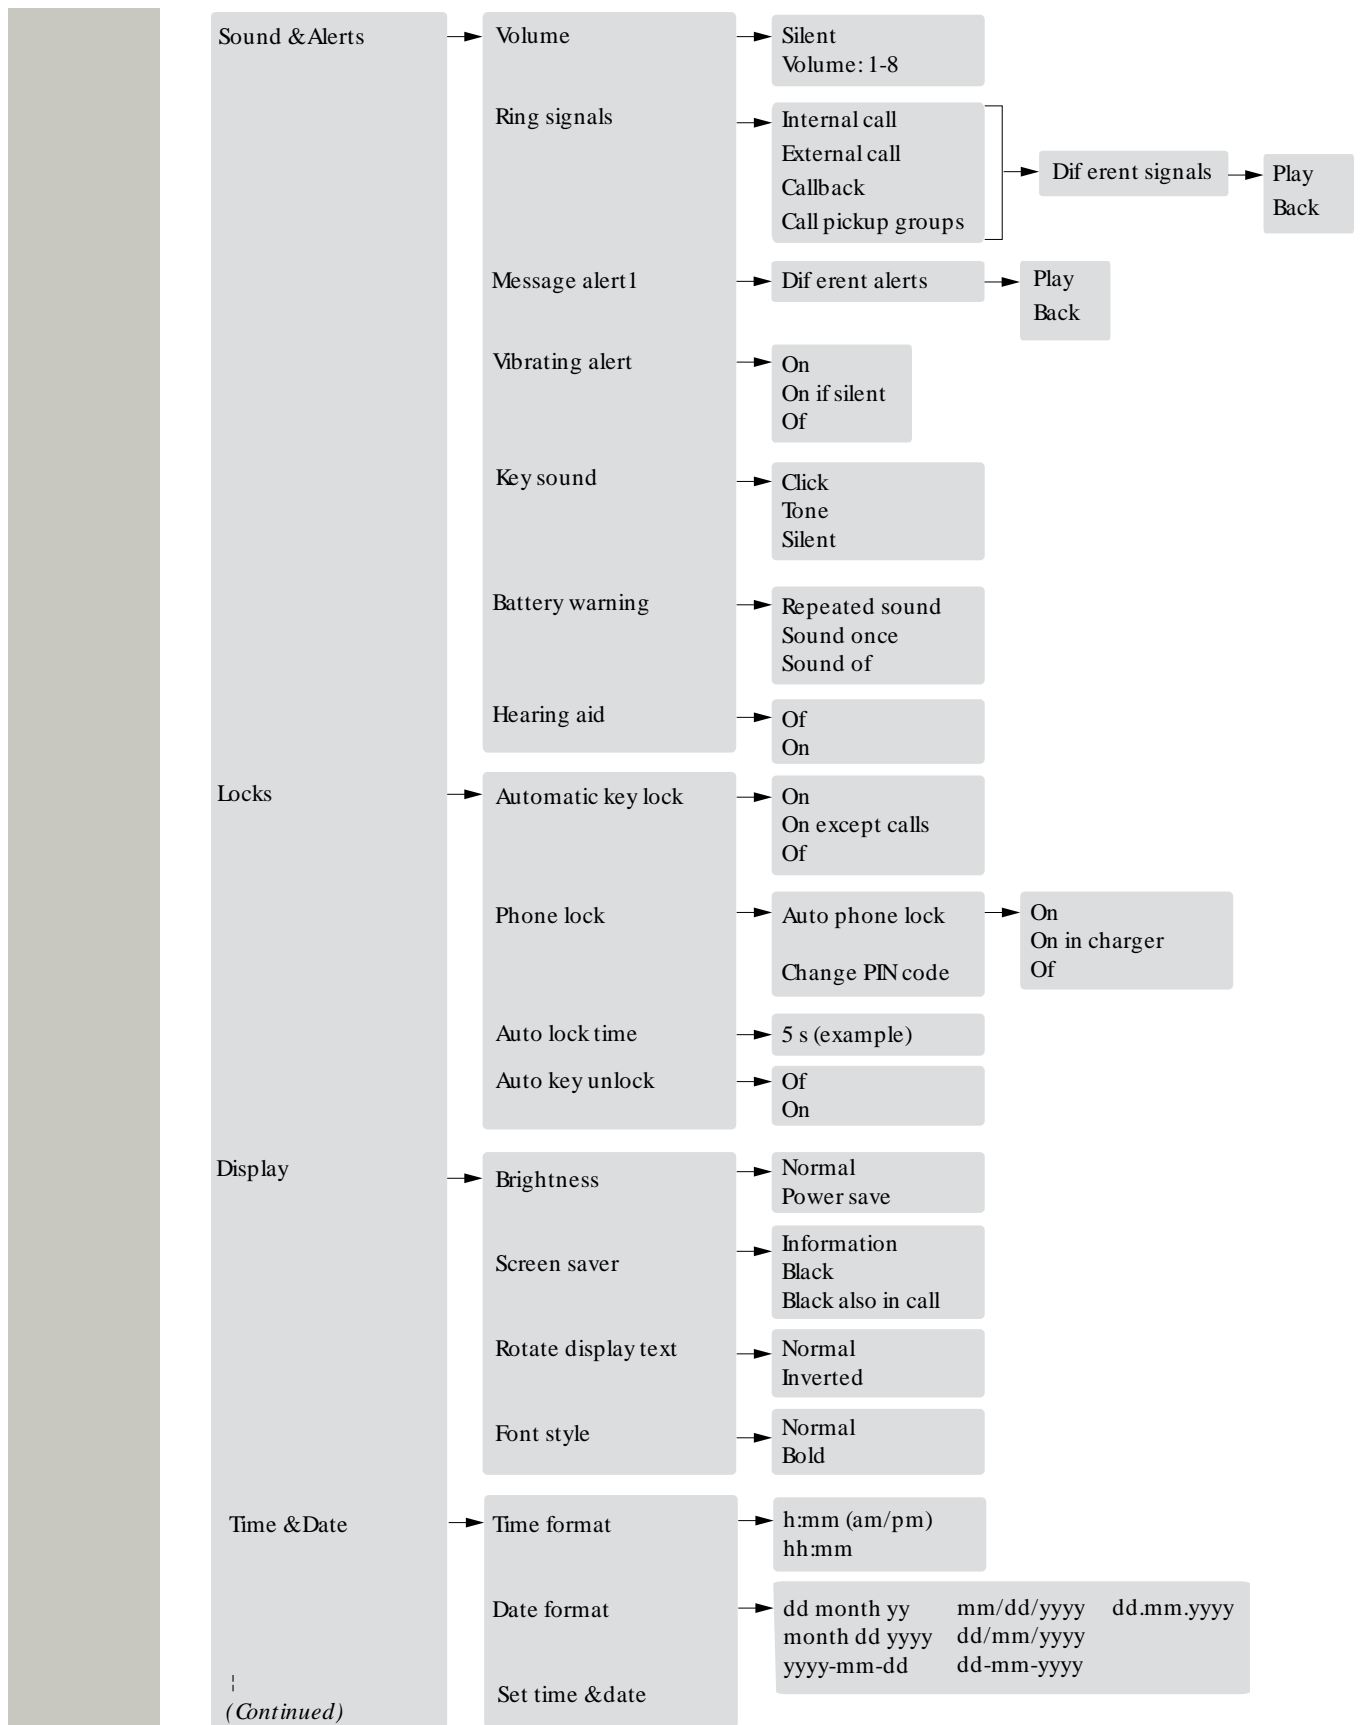 Sound & Alerts
Volume
Silent
Volume: 1-8
Ring signals
Internal call
External call
Callback
Call pickup groups
Dif erent signals
Play
Back
Message alert1
Dif erent alerts
Play
Back
Vibrating alert
On
On if silent
Of
Key sound
Click
Tone
Silent
Battery warning
Repeated sound
Sound once
Sound of
Hearing aid
Of
On
Locks
Automatic key lock
On
On except calls
Of
Phone lock
Auto phone lock
Change PIN code
On
On in charger
Of
Auto lock time
5 s (example)
Auto key unlock
Of
On
Display
Brightness
Normal
Power save
Screen saver
Information
Black
Black also in call
Rotate display text
Normal
Inverted
Font style
Normal
Bold
Time & Date
Time format
h:mm (am/pm)
hh:mm
Date format
dd month yy mm/dd/yyyy dd.mm.yyyy
month dd yyyy dd/mm/yyyy
yyyy-mm-dd dd-mm-yyyy
Set time & date
(Continued)